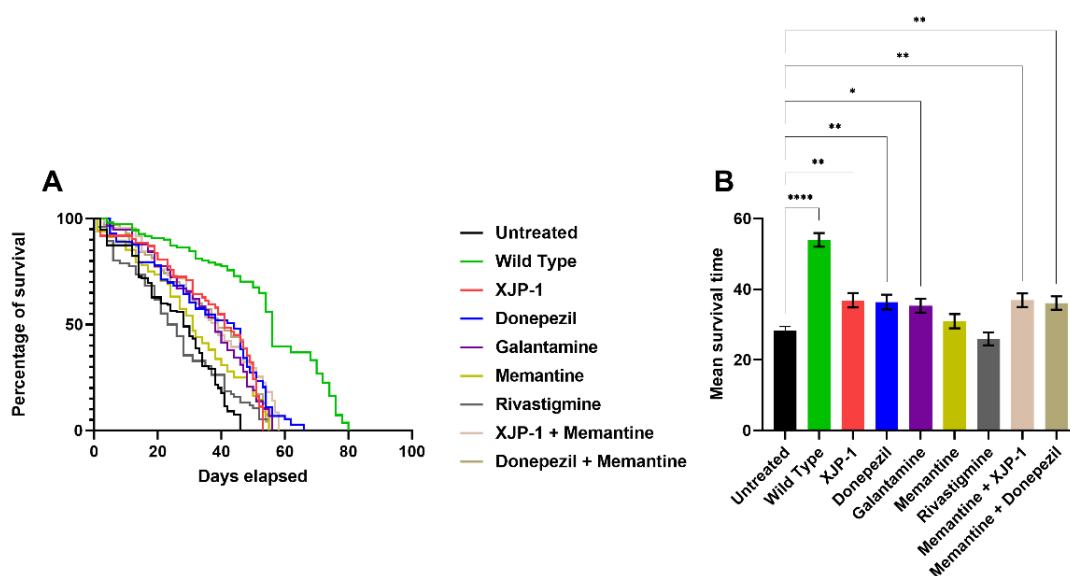 A
Percentage of survival
100
50
0
0
20
40
60
80
100
Days elapsed
Untreated
Wild Type
XJP-1
Donepezil
Galantamine
Memantine
Rivastigmine
XJP-1 + Memantine
Donepezil + Memantine
B
Mean survival time
60
40
20
0
**
**
*
**
**
****
Untreated
Wild Type
XJP-1
Donepezil
Galantamine
Memantine
Rivastigmine
Memantine + XJP-1
Memantine + Donepezil